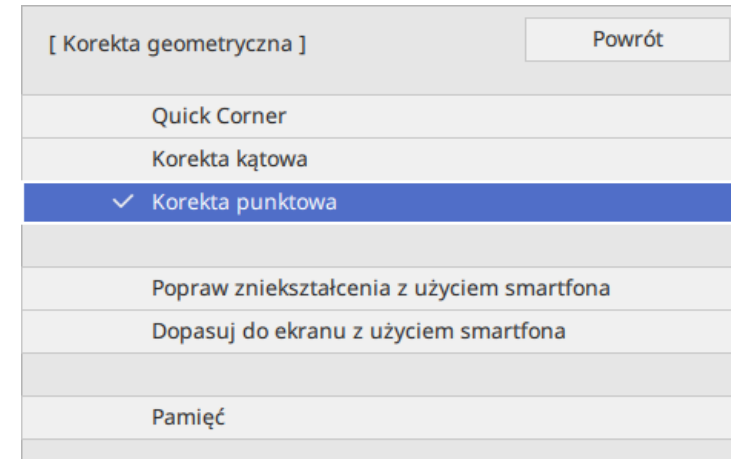 [ Korekta geometryczna ]
Powrót
Quick Corner
Korekta kątowa
Korekta punktowa
Popraw zniekształcenia z użyciem smartfona
Dopasuj do ekranu z użyciem smartfona
Pamięć